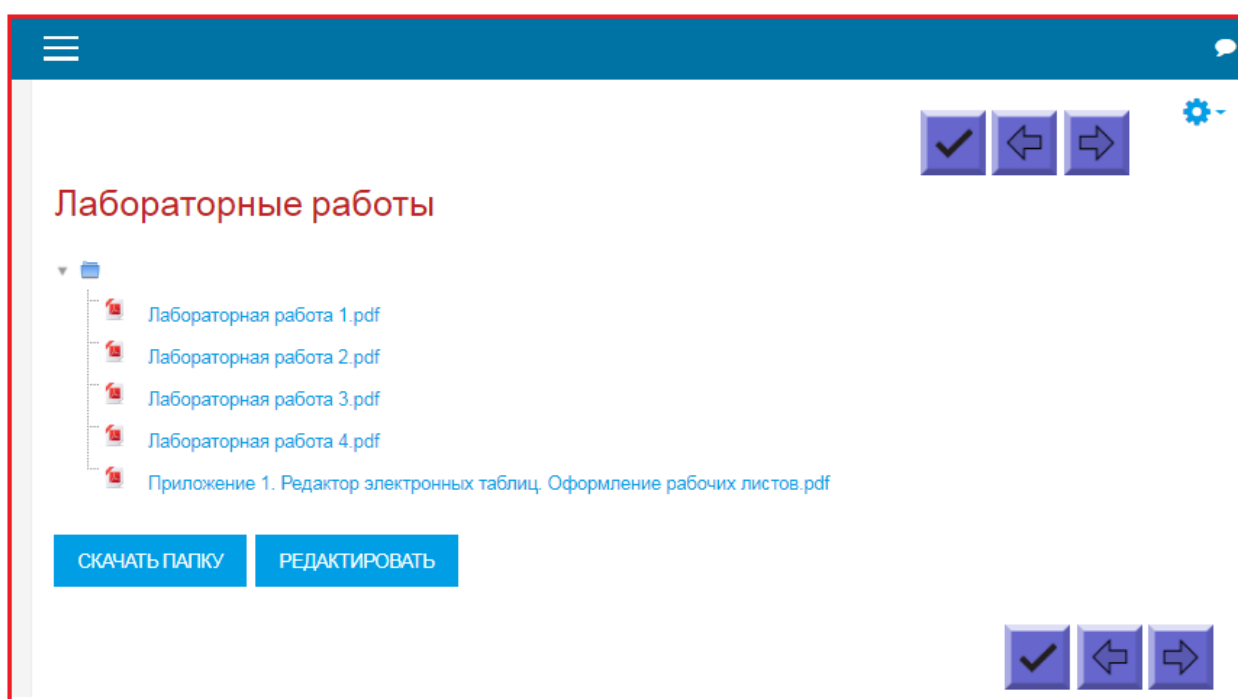 Лабораторные работы
Лабораторная работа 1.pdf
Лабораторная работа 2.pdf
Лабораторная работа 3.pdf
Лабораторная работа 4.pdf
Приложение 1. Редактор электронных таблиц. Оформление рабочих листов.pdf
СКАЧАТЬ ПАПКУ РЕДАКТИРОВАТЬ